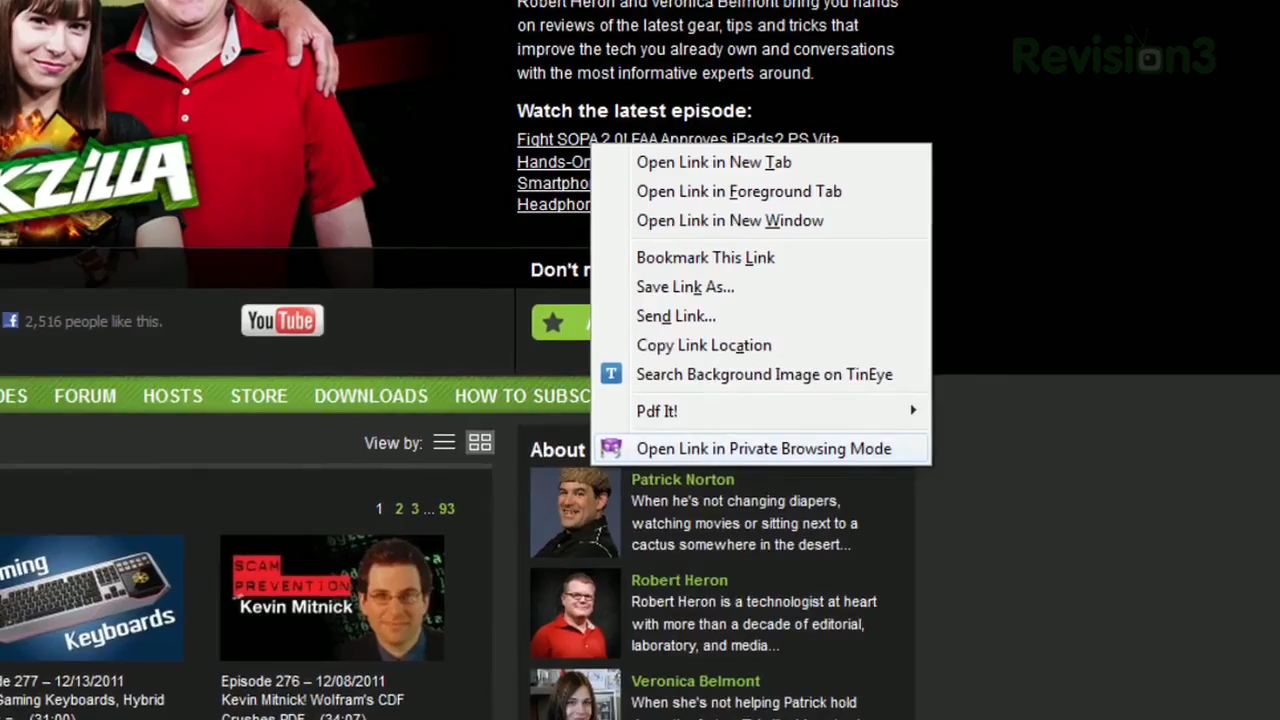 Robert Heron and Veronica Belmont bring you hands
on reviews of the latest gear, tips and tricks that
improve the tech you already own and conversations
with the most informative experts around.
Revision3
Watch the latest episode:
Fight SOPA 2.0! FAA Approves iPads? PS Vita
Hands-On
Smartpho
Headphor
KZILLA
Open Link in New Tab
Open Link in Foreground Tab
Open Link in New Window
Bookmark This Link
Save Link As...
Send Link...
Copy Link Location
T Search Background Image on TinEye
Pdf It!
Open Link in Private Browsing Mode
Don't
f 2,516 people like this.
YouTube
DES FORUM HOSTS STORE DOWNLOADS HOW TO SUBSC
View by:
1 2 3 ... 93
ming
Keyboards
SCAM
PREVENTION
Kevin Mitnick
de 277 – 12/13/2011
Gaming Keyboards, Hybrid
– (31:00)
Episode 276 – 12/08/2011
Kevin Mitnick! Wolfram's CDF
Crushes PDF – (34:07)
About
Patrick Norton
When he's not changing diapers,
watching movies or sitting next to a
cactus somewhere in the desert...
Robert Heron
Robert Heron is a technologist at heart
with more than a decade of editorial,
laboratory, and media...
Veronica Belmont
When she's not helping Patrick hold